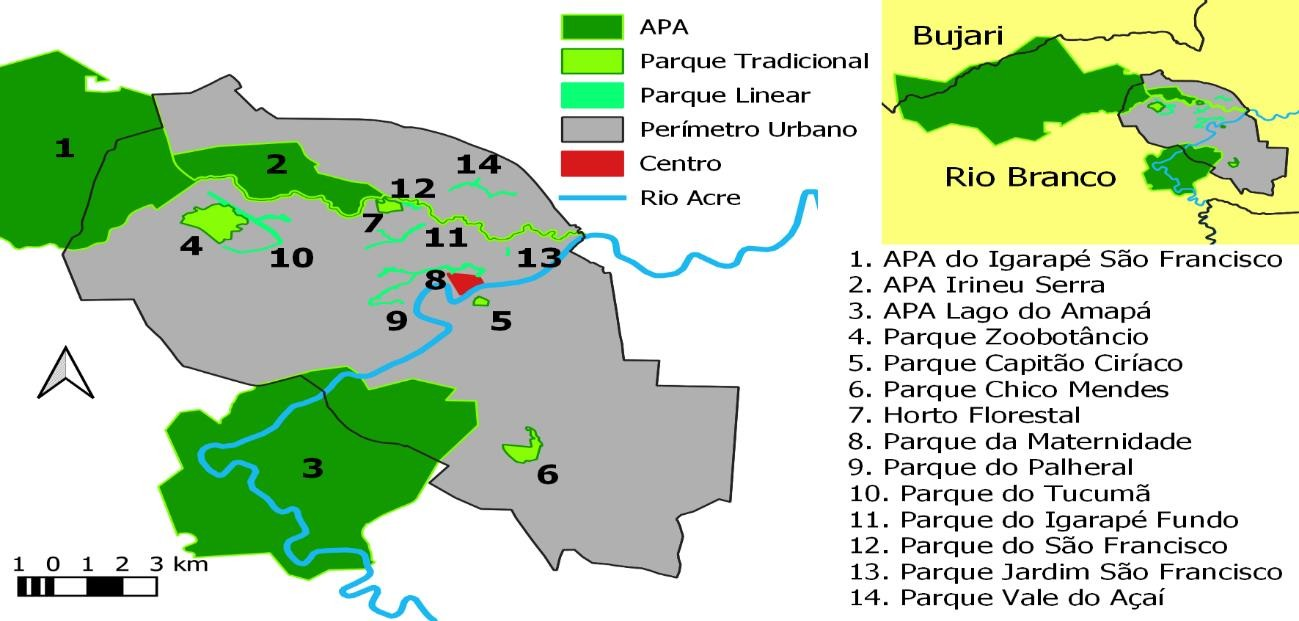 APA
Parque Tradicional
Parque Linear
Perímetro Urbano
Centro
Rio Acre
Bujari
Rio Branco
1
2
14
12
7
4
11
10
13
8
9
5
3
6
1 0 1 2 3 km
1. APA do Igarapé São Francisco
2. APA Irineu Serra
3. APA Lago do Amapá
4. Parque Zoobotâncio
5. Parque Capitão Ciríaco
6. Parque Chico Mendes
7. Horto Florestal
8. Parque da Maternidade
9. Parque do Palheral
10. Parque do Tucumã
11. Parque do Igarapé Fundo
12. Parque do São Francisco
13. Parque Jardim São Francisco
14. Parque Vale do Açaí